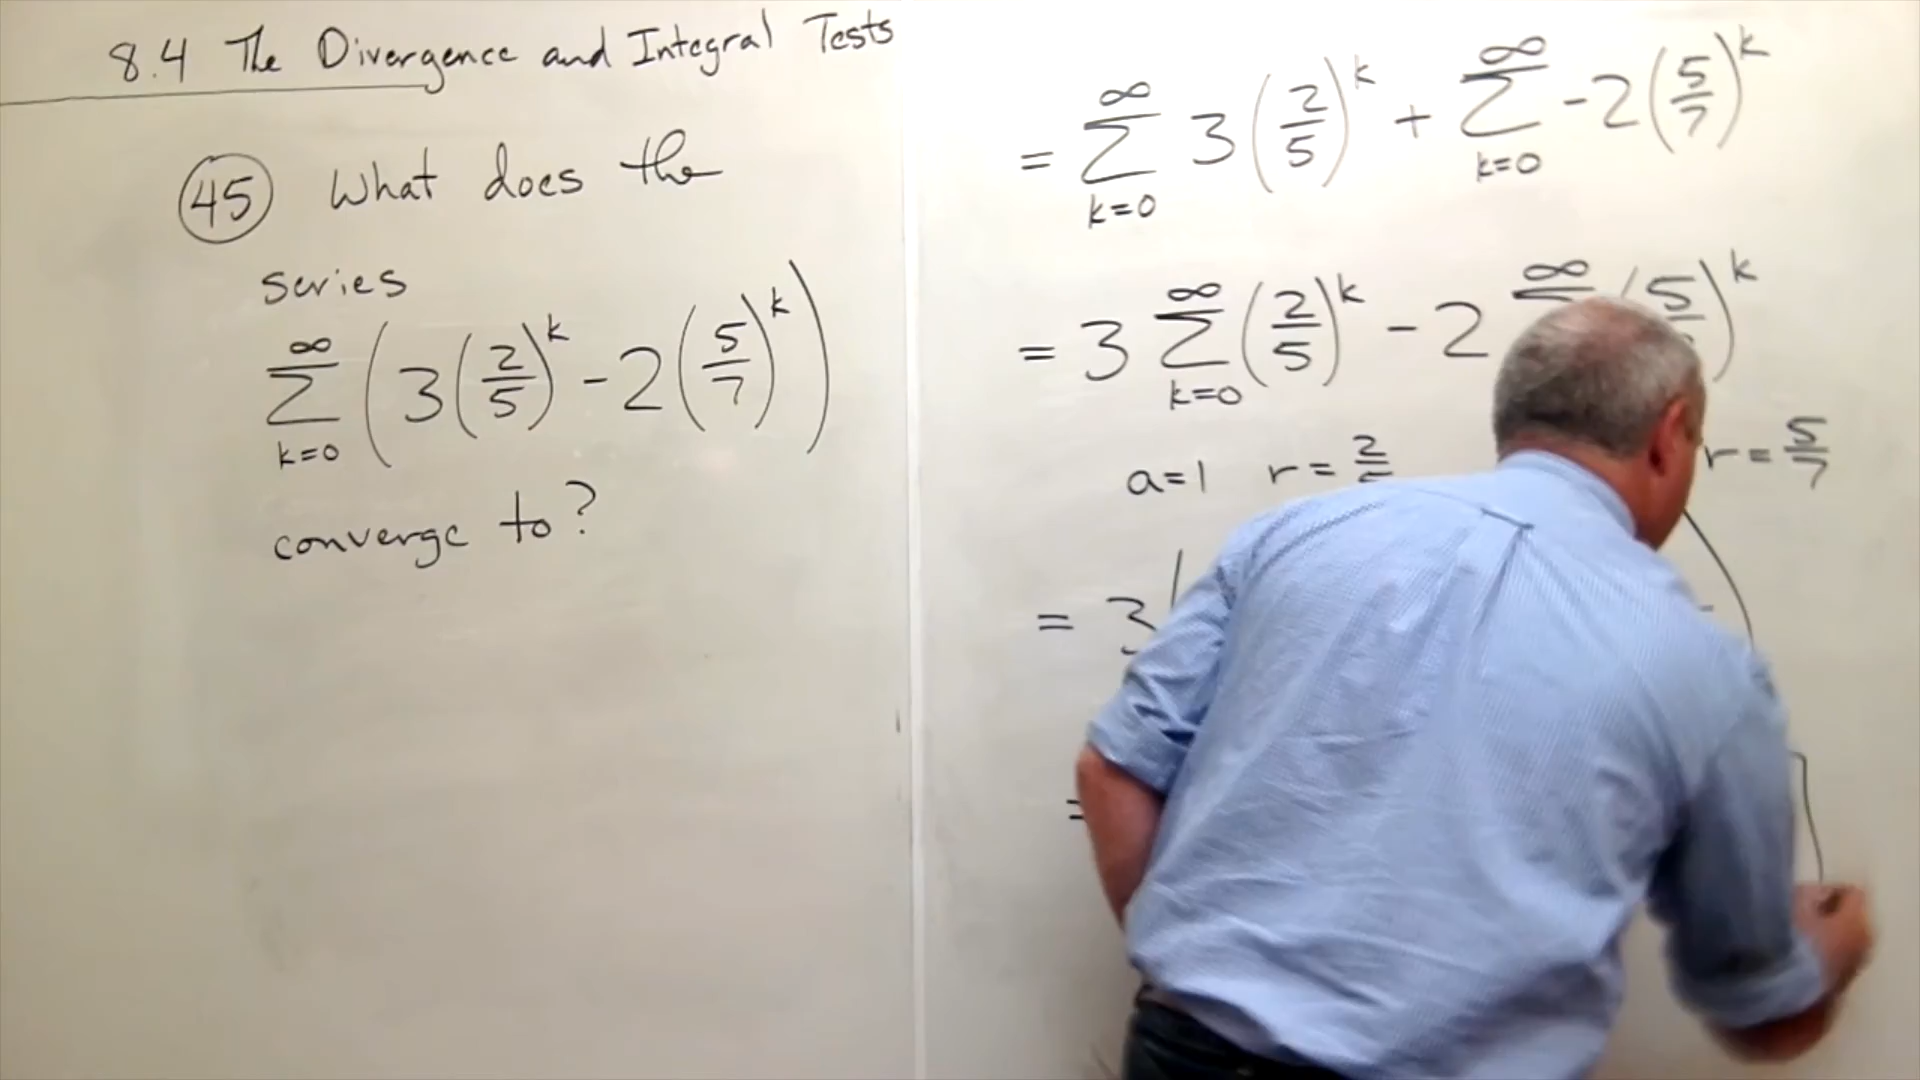 8.4 The Divergence and Integral Tests
45 What does the
series
∞ ∑ k=0 ( 3 ( 2/5 )^k - 2 ( 5/7 )^k )
converge to?
= ∞ ∑ k=0 3 ( 2/5 )^k + ∞ ∑ k=0 -2 ( 5/7 )^k
= 3 ∞ ∑ k=0 ( 2/5 )^k - 2 ∞ ( 5 )^k
a=1 r = 2 r = 5/7
= 3
=